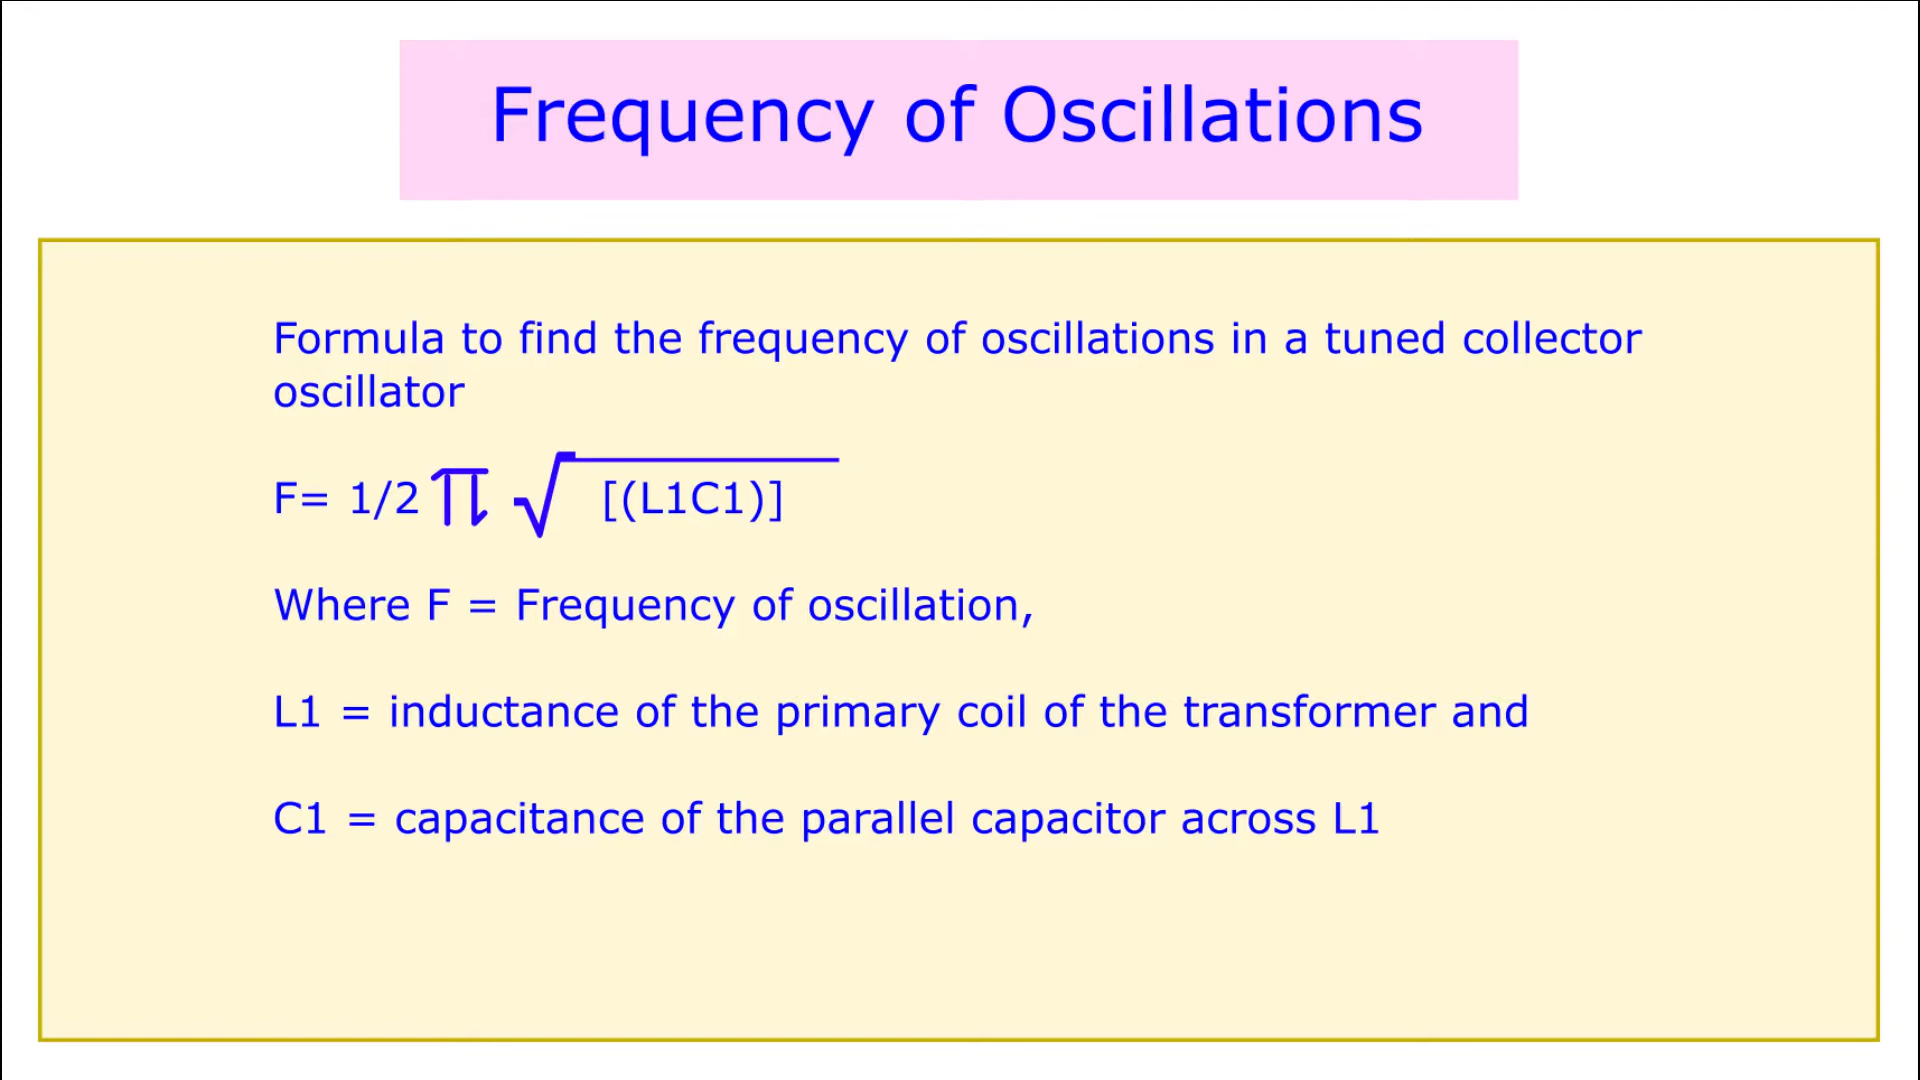 Frequency of Oscillations
Formula to find the frequency of oscillations in a tuned collector
oscillator
F= 1/2 π √ [(L1C1)]
Where F = Frequency of oscillation,
L1 = inductance of the primary coil of the transformer and
C1 = capacitance of the parallel capacitor across L1